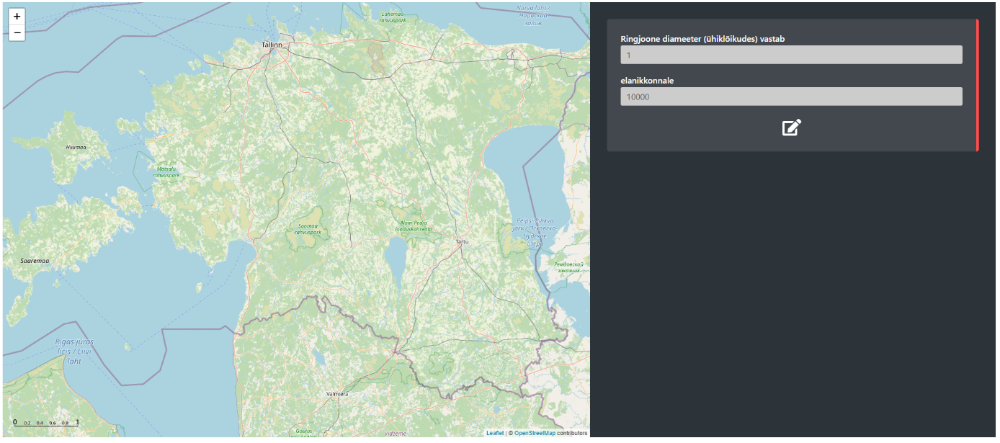 +
−
Lahemaa
rahvuspark
Narva laht /
Нарвский
залив
Tallinn
Hiiumaa
Matsalu
rahvuspark
Soomaa
rahvuspark
Alam-Pedja
looduskaitseala
Tartu
Peipsi-Pihkva
järv / Псковско-
Чудское
озеро
Ремдовский
заказник
Saaremaa
Rīgas jūras
līcis / Liivi
laht
Valmiera
Gaujas
Vidzeme
0 0.2 0.4 0.6 0.8 1
Leaflet | © OpenStreetMap contributors
Ringjoone diameeter (ühiklõikudes) vastab
1
elanikkonnale
10000